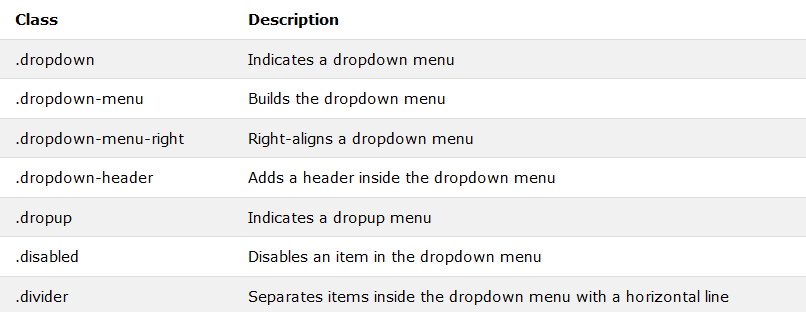 Class Description
.dropdown Indicates a dropdown menu
.dropdown-menu Builds the dropdown menu
.dropdown-menu-right Right-aligns a dropdown menu
.dropdown-header Adds a header inside the dropdown menu
.dropup Indicates a dropup menu
.disabled Disables an item in the dropdown menu
.divider Separates items inside the dropdown menu with a horizontal line